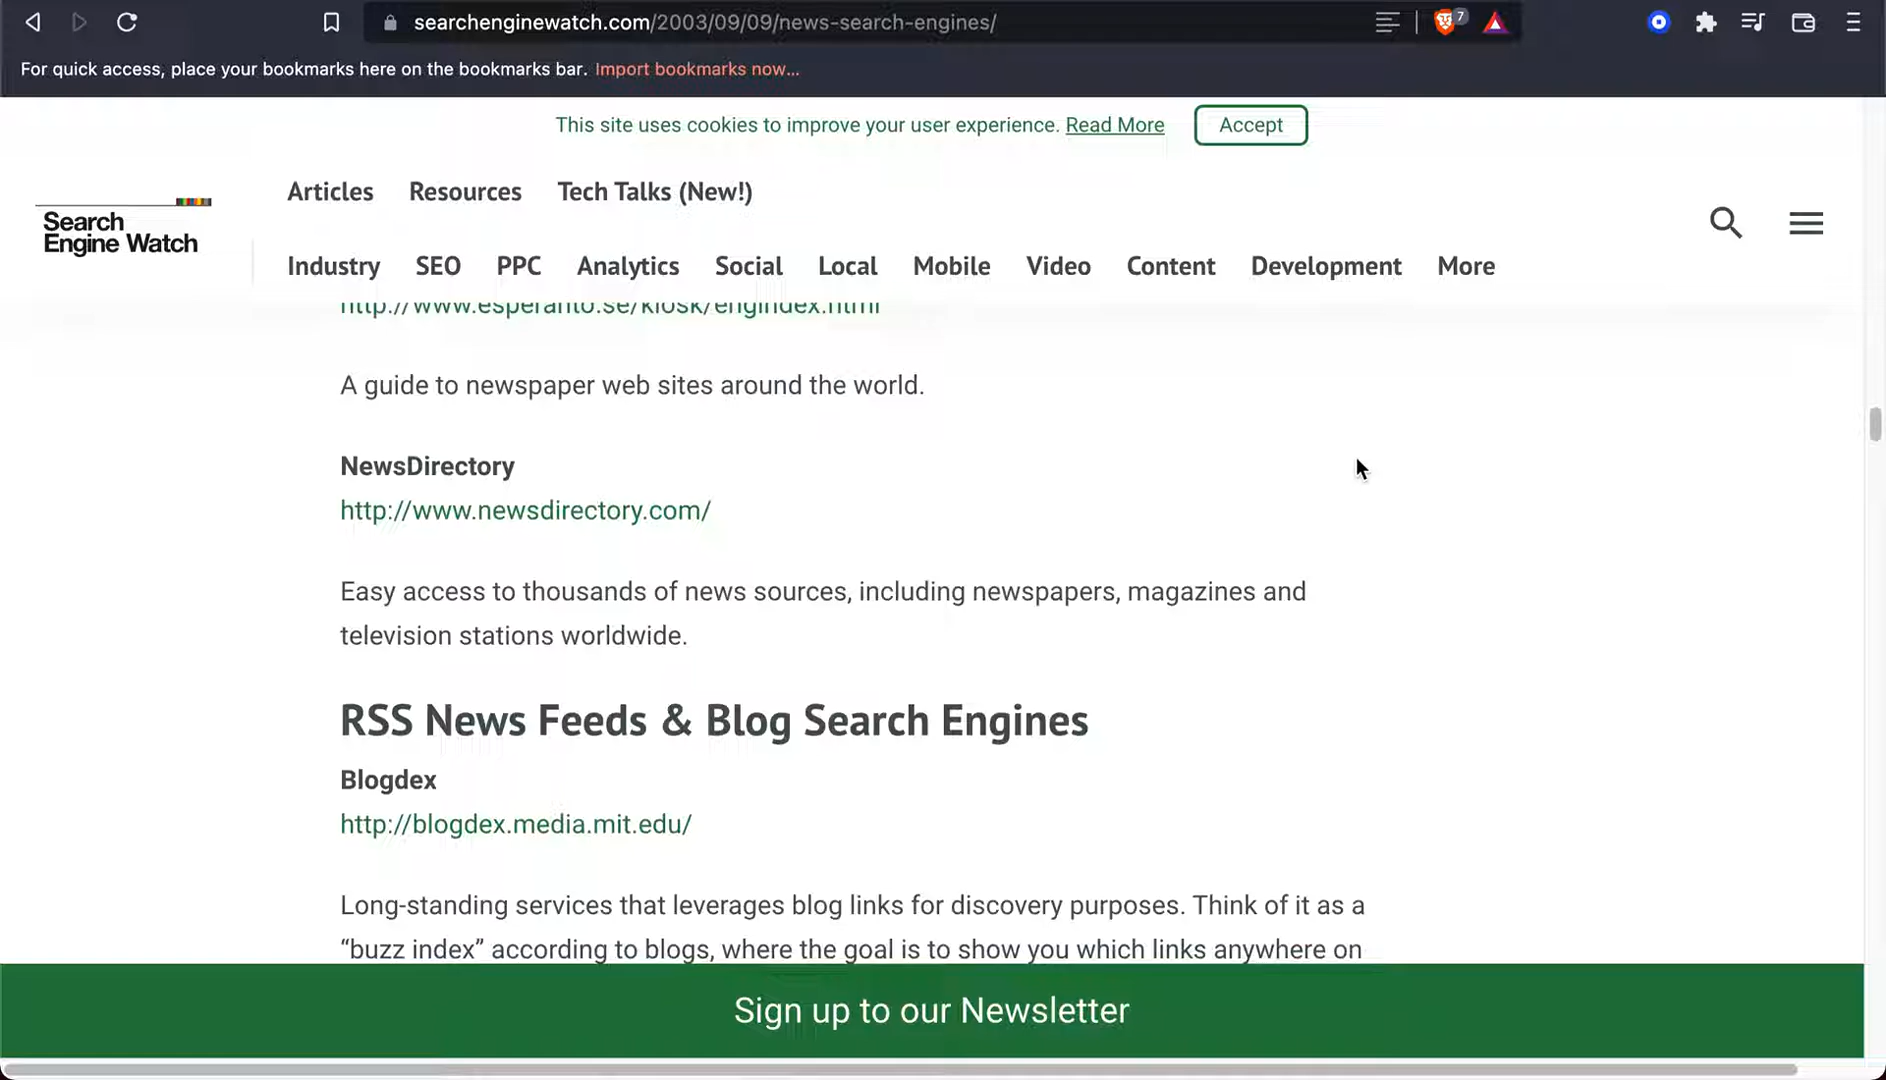 searchenginewatch.com/2003/09/09/news-search-engines/
7
For quick access, place your bookmarks here on the bookmarks bar. Import bookmarks now...
This site uses cookies to improve your user experience. Read More
Accept
Articles Resources Tech Talks (New!)
Search
Engine Watch
Industry SEO PPC Analytics Social Local Mobile Video Content Development More
http://www.esperanto.se/kiosk/engindex.html
A guide to newspaper web sites around the world.
NewsDirectory
http://www.newsdirectory.com/
Easy access to thousands of news sources, including newspapers, magazines and
television stations worldwide.
RSS News Feeds & Blog Search Engines
Blogdex
http://blogdex.media.mit.edu/
Long-standing services that leverages blog links for discovery purposes. Think of it as a
“buzz index” according to blogs, where the goal is to show you which links anywhere on
Sign up to our Newsletter